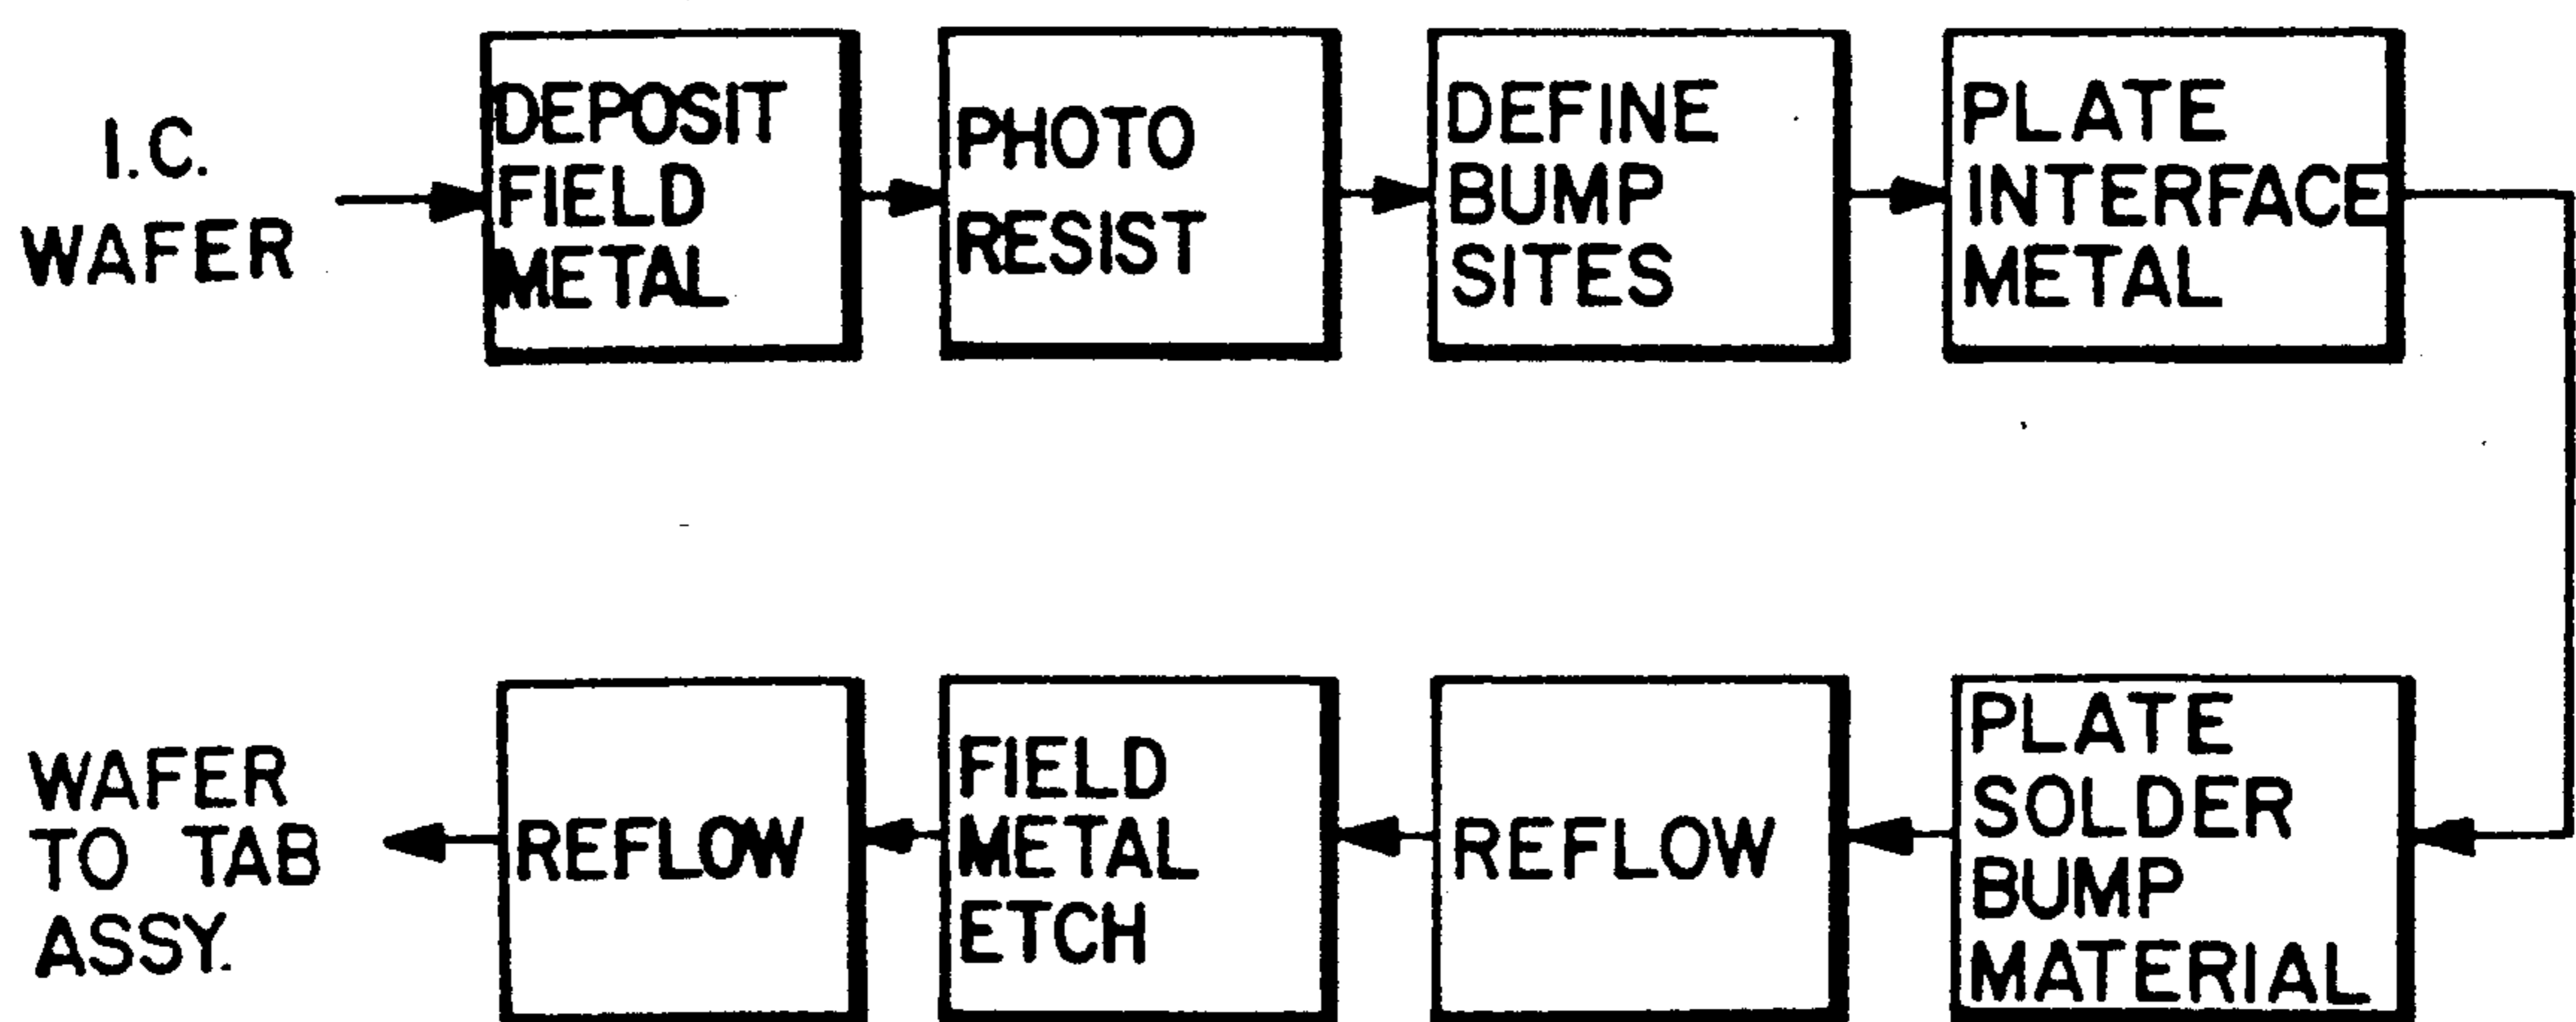 I.C.
WAFER
DEPOSIT
FIELD
METAL
PHOTO
RESIST
DEFINE
BUMP
SITES
PLATE
INTERFACE
METAL
PLATE
SOLDER
BUMP
MATERIAL
REFLOW
FIELD
METAL
ETCH
REFLOW
WAFER
TO TAB
ASSY.